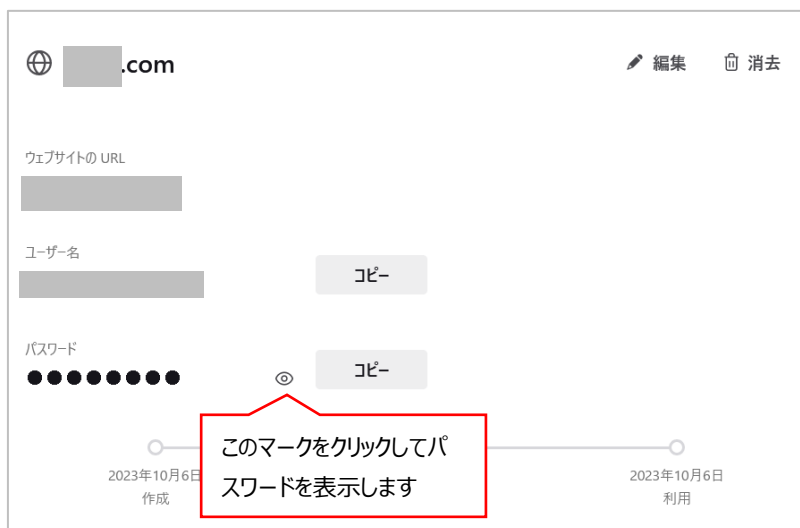 .com
編集
消去
ウェブサイトの URL
ユーザー名
コピー
パスワード
コピー
このマークをクリックしてパ
スワードを表示します
2023年10月6日
作成
2023年10月6日
利用